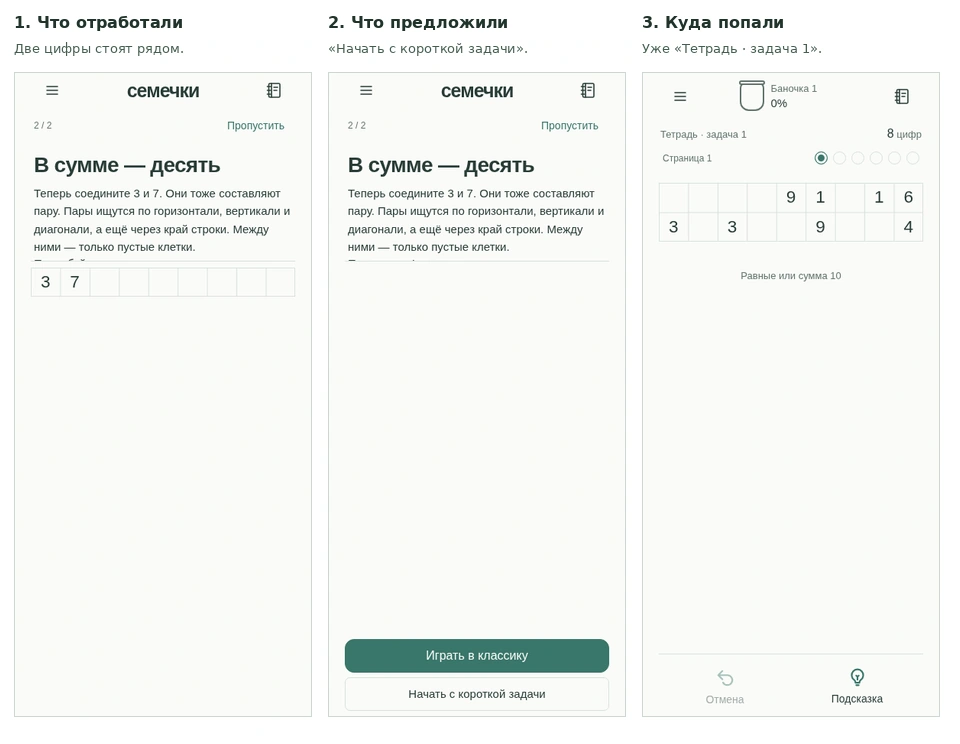 1. Что отработали
Две цифры стоят рядом.
семечки
2 / 2
Пропустить
В сумме — десять
Теперь соедините 3 и 7. Они тоже составляют
пару. Пары ищутся по горизонтали, вертикали и
диагонали, а ещё через край строки. Между
ними — только пустые клетки.
3 7
2. Что предложили
«Начать с короткой задачи».
семечки
2 / 2
Пропустить
В сумме — десять
Теперь соедините 3 и 7. Они тоже составляют
пару. Пары ищутся по горизонтали, вертикали и
диагонали, а ещё через край строки. Между
ними — только пустые клетки.
Играть в классику
Начать с короткой задачи
3. Куда попали
Уже «Тетрадь · задача 1».
Баночка 1
0%
Тетрадь · задача 1
8 цифр
Страница 1
9 1 1 6
3 3 9 4
Равные или сумма 10
Отмена
Подсказка